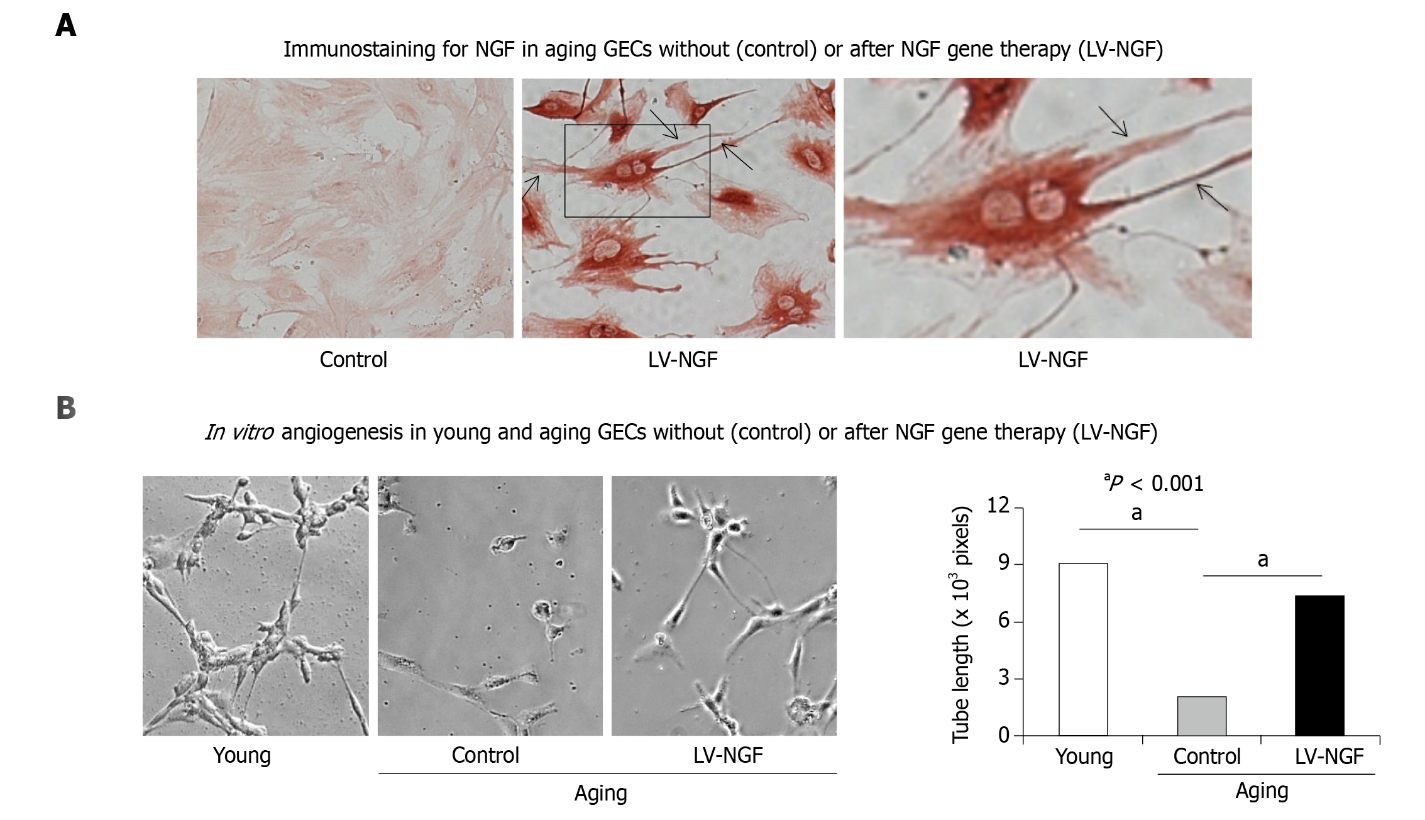 A
Immunostaining for NGF in aging GECs without (control) or after NGF gene therapy (LV-NGF)
Control
LV-NGF
LV-NGF
B
In vitro angiogenesis in young and aging GECs without (control) or after NGF gene therapy (LV-NGF)
Young
Control
LV-NGF
Aging
ᵃP < 0.001
a
a
Tube length (x 10³ pixels)
12
9
6
3
0
Young
Control
LV-NGF
Aging